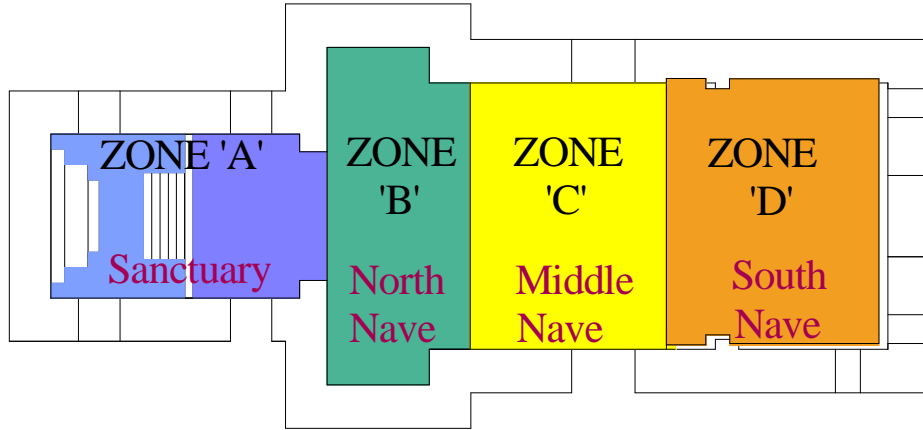 ZONE 'A'
Sanctuary
ZONE
'B'
North
Nave
ZONE
'C'
Middle
Nave
ZONE
'D'
South
Nave